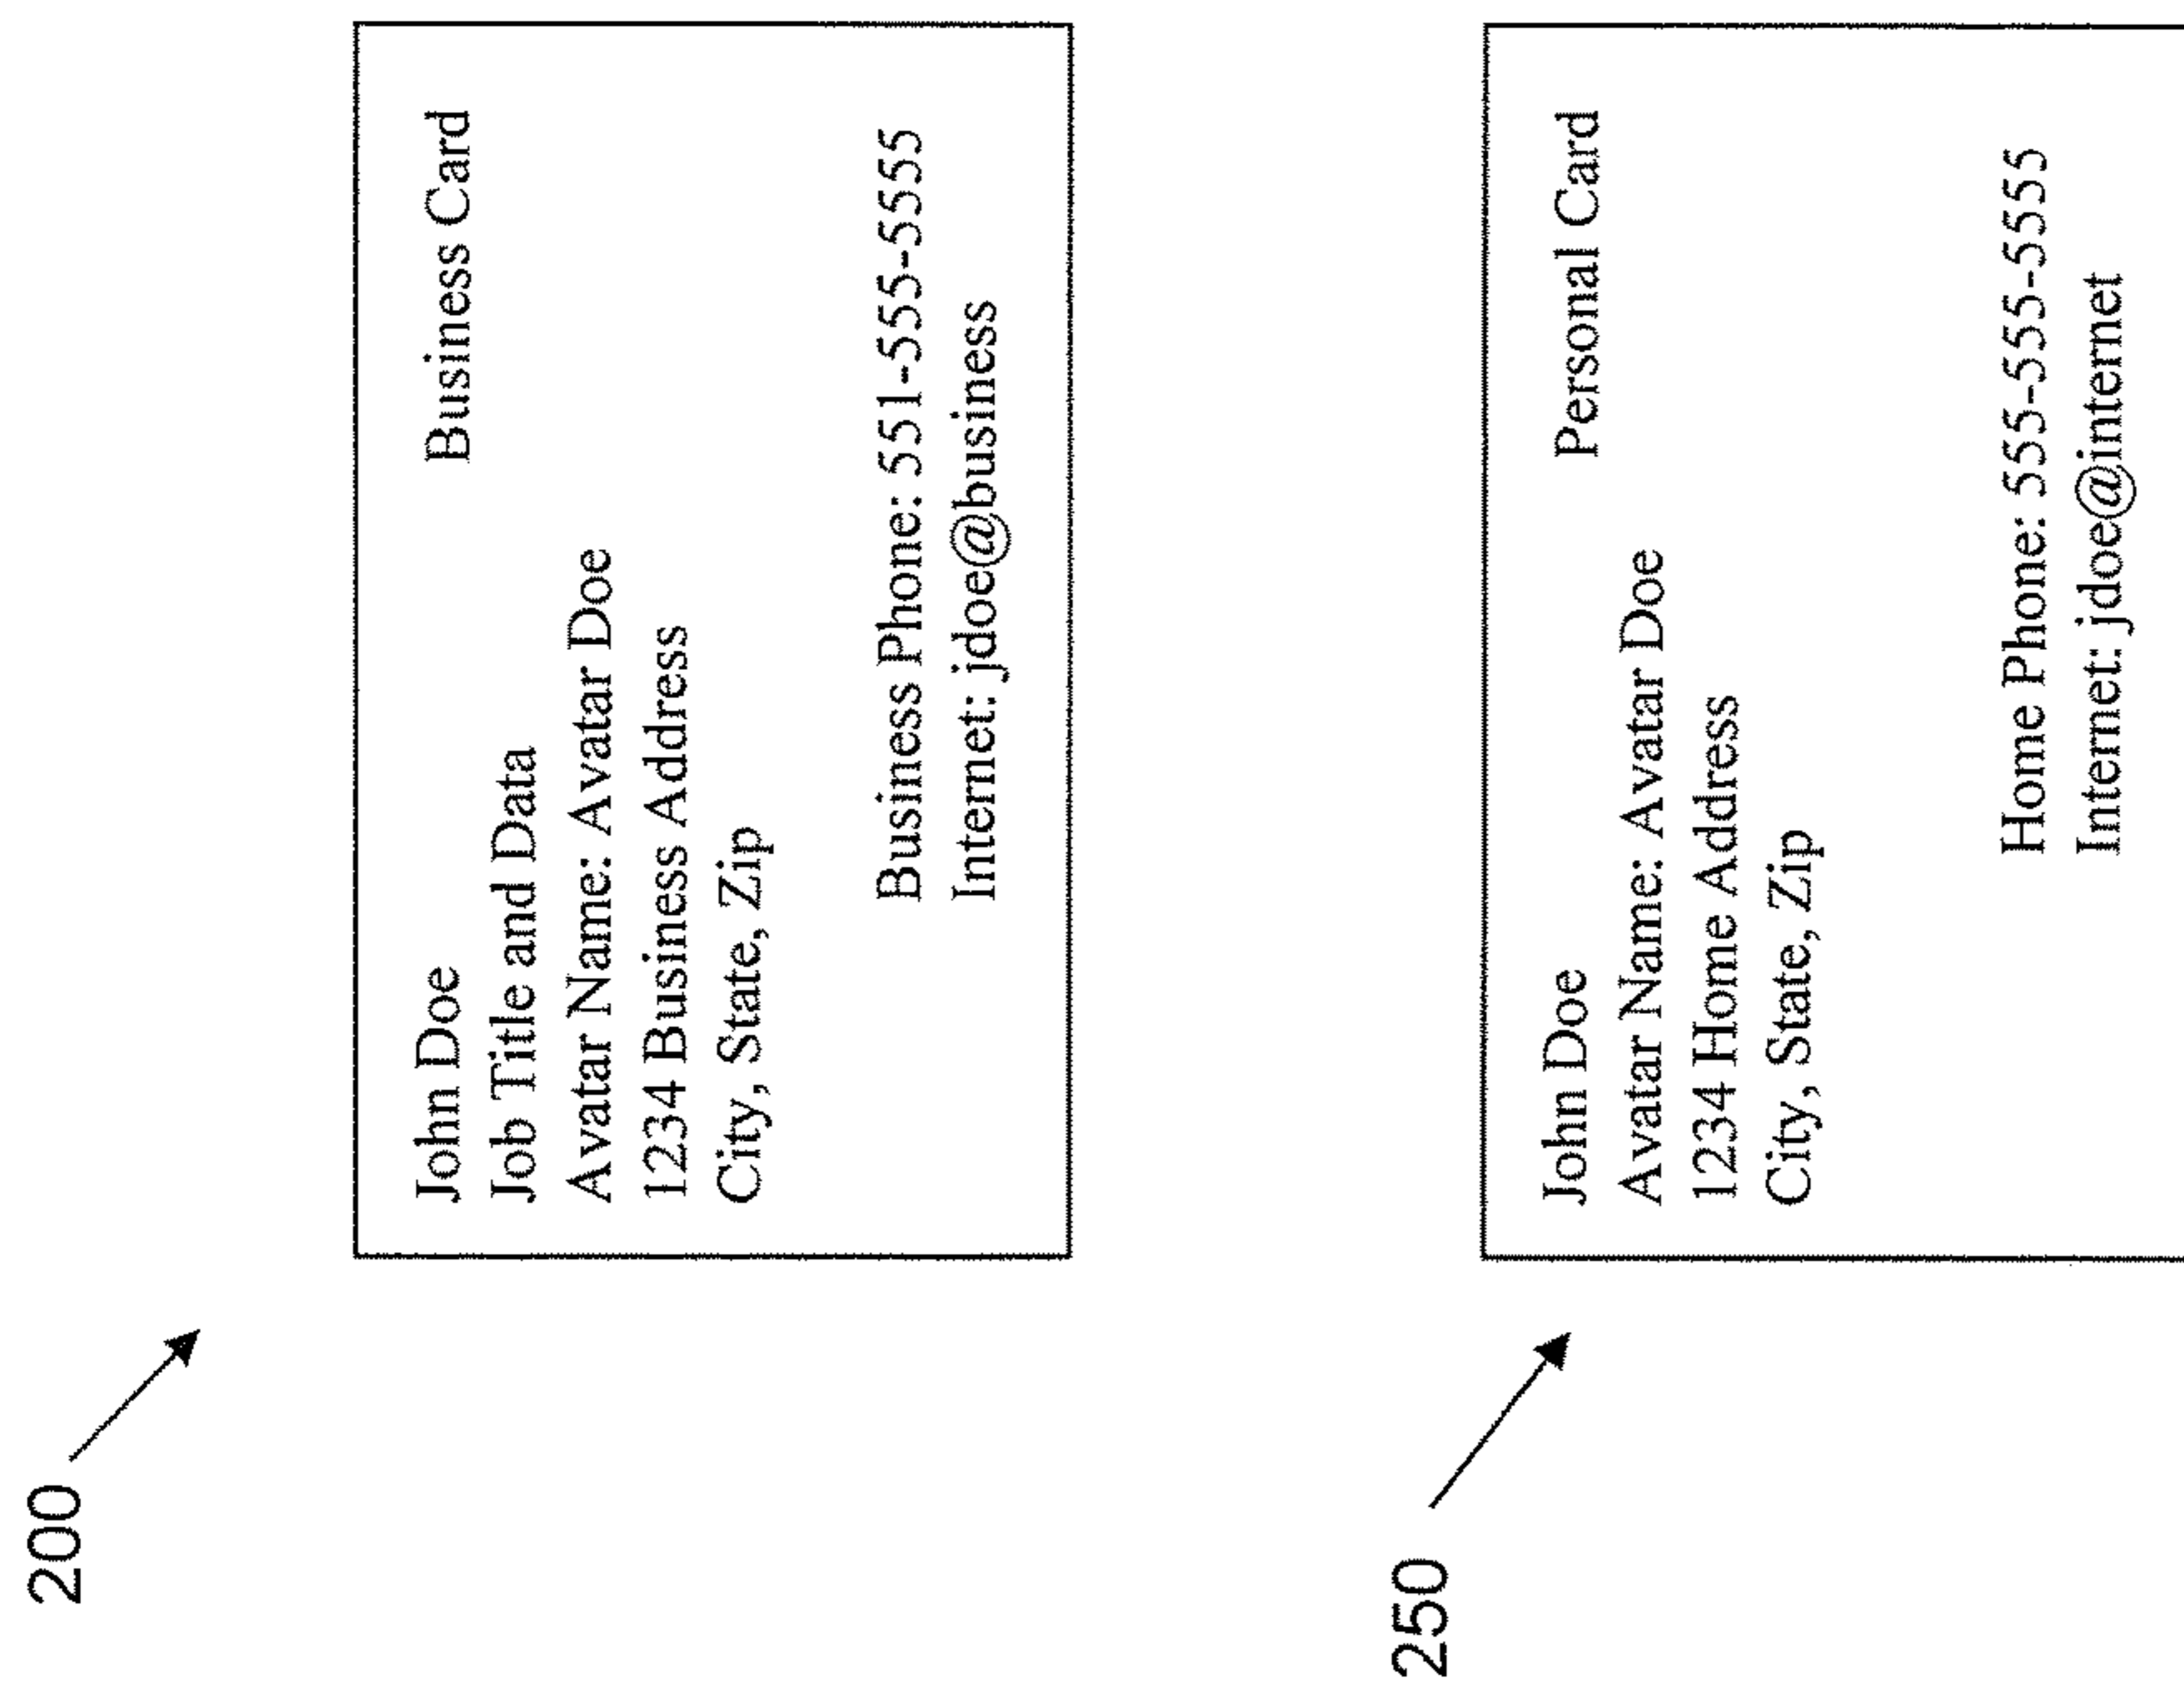 200
John Doe Business Card
Job Title and Data
Avatar Name: Avatar Doe
1234 Business Address
City, State, Zip
Business Phone: 551-555-5555
Internet: jdoe@business
250
John Doe Personal Card
Avatar Name: Avatar Doe
1234 Home Address
City, State, Zip
Home Phone: 555-555-5555
Internet: jdoe@internet